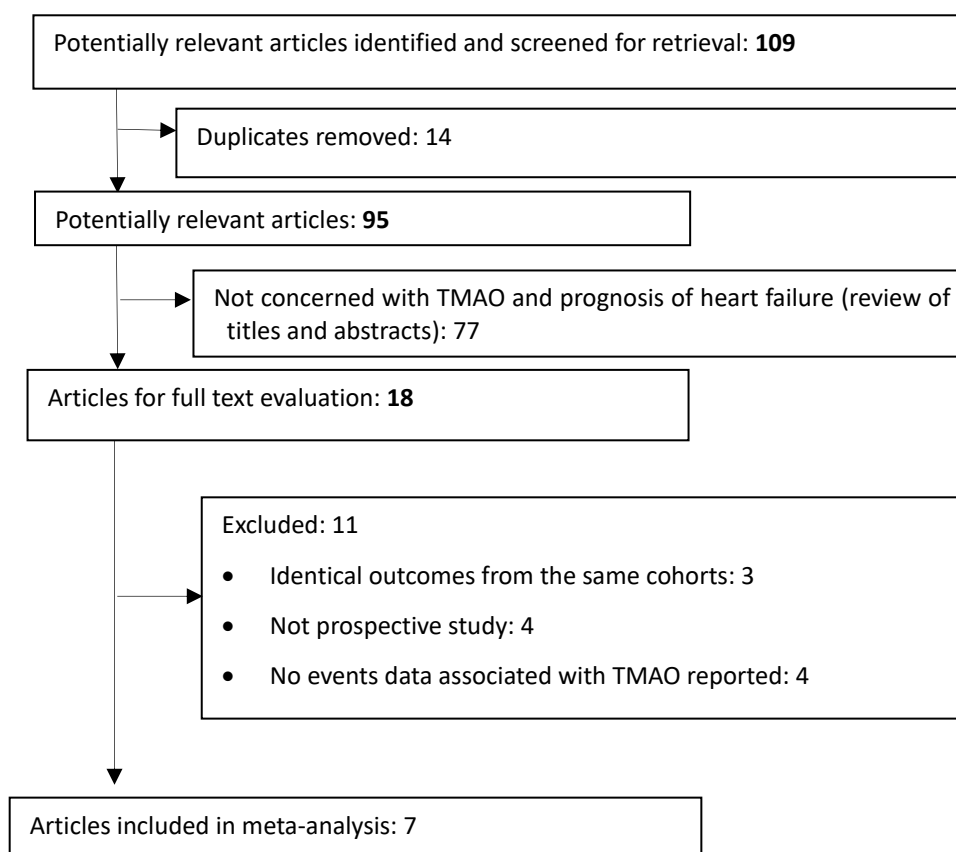 Potentially relevant articles identified and screened for retrieval: 109
Duplicates removed: 14
Potentially relevant articles: 95
Not concerned with TMAO and prognosis of heart failure (review of
titles and abstracts): 77
Articles for full text evaluation: 18
Excluded: 11
• Identical outcomes from the same cohorts: 3
• Not prospective study: 4
• No events data associated with TMAO reported: 4
Articles included in meta-analysis: 7